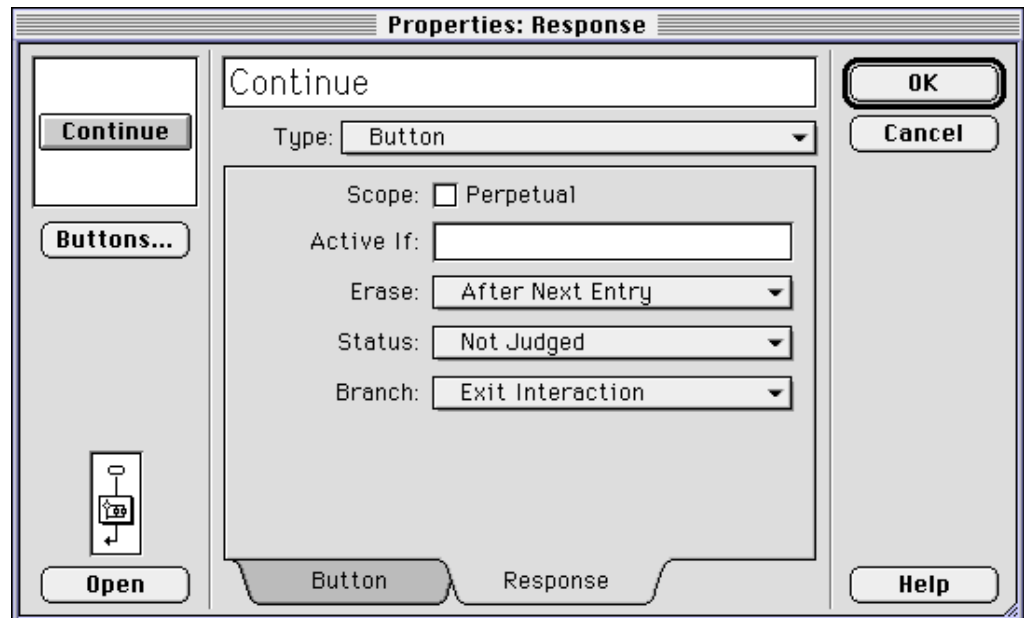 Properties: Response
Continue
Buttons...
Open
Continue
Type: Button
Scope: Perpetual
Active If:
Erase: After Next Entry
Status: Not Judged
Branch: Exit Interaction
Button Response
OK
Cancel
Help